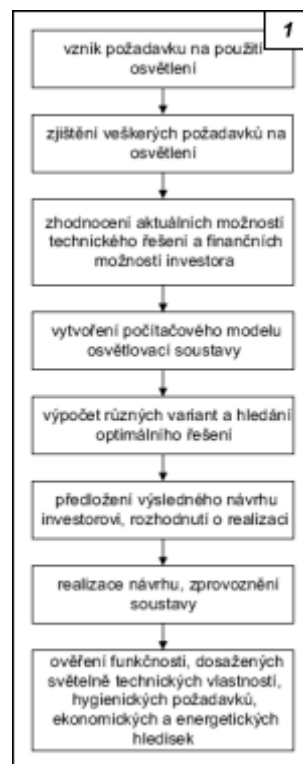 1
vznik požadavku na použití
osvětlení
zjištění veškerých požadavků na
osvětlení
zhodnocení aktuálních možností
technického řešení a finančních
možností investora
vytvoření počítačového modelu
osvětlovací soustavy
výpočet různých variant a hledání
optimálního řešení
předložení výsledného návrhu
investorovi, rozhodnutí o realizaci
realizace návrhu, zprovoznění
soustavy
ověření funkčnosti, dosažených
světelně technických vlastností,
hygienických požadavků,
ekonomických a energetických
hledisek